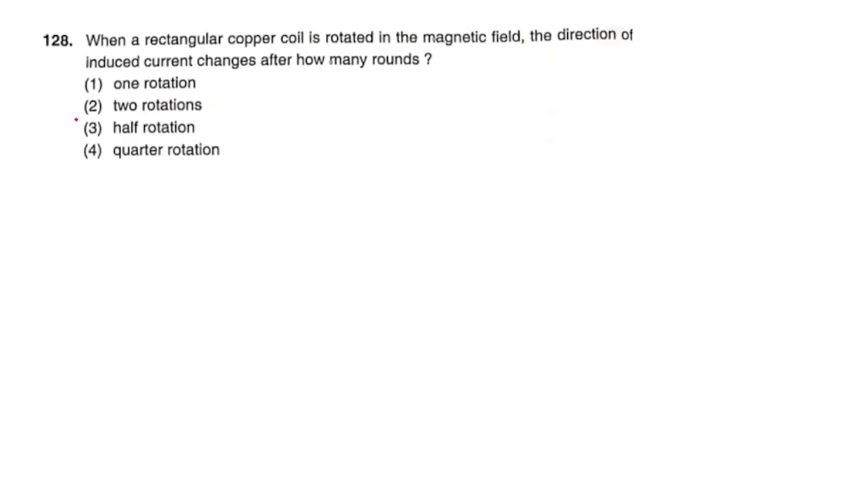 128. When a rectangular copper coil is rotated in the magnetic field, the direction of
induced current changes after how many rounds ?
(1) one rotation
(2) two rotations
(3) half rotation
(4) quarter rotation